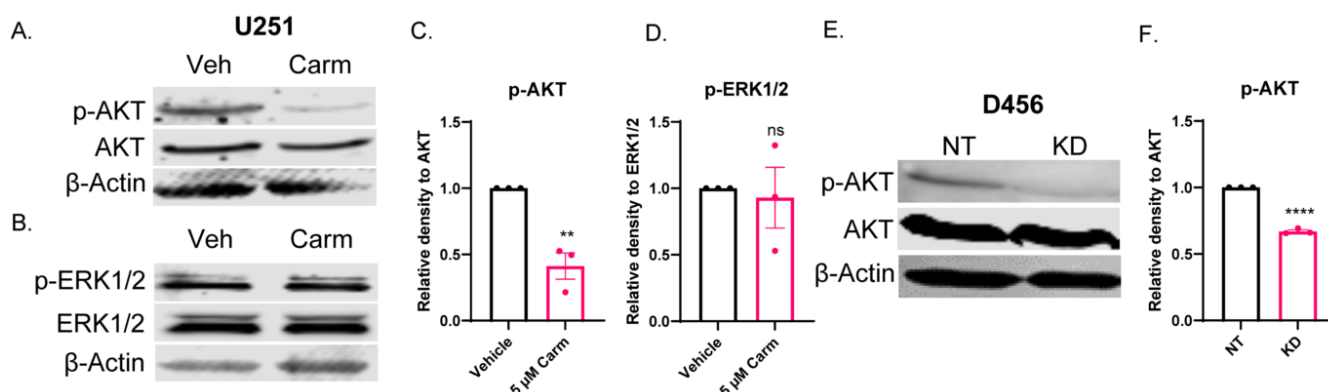 A.
U251
Veh Carm
p-AKT
AKT
β-Actin
B.
Veh Carm
p-ERK1/2
ERK1/2
β-Actin
C.
p-AKT
Relative density to AKT
1.5
1.0
0.5
0.0
**
Vehicle
5 µM Carm
D.
p-ERK1/2
Relative density to ERK1/2
1.5
1.0
0.5
0.0
ns
Vehicle
5 µM Carm
E.
D456
NT KD
p-AKT
AKT
β-Actin
F.
p-AKT
Relative density to AKT
1.5
1.0
0.5
0.0
****
NT
KD